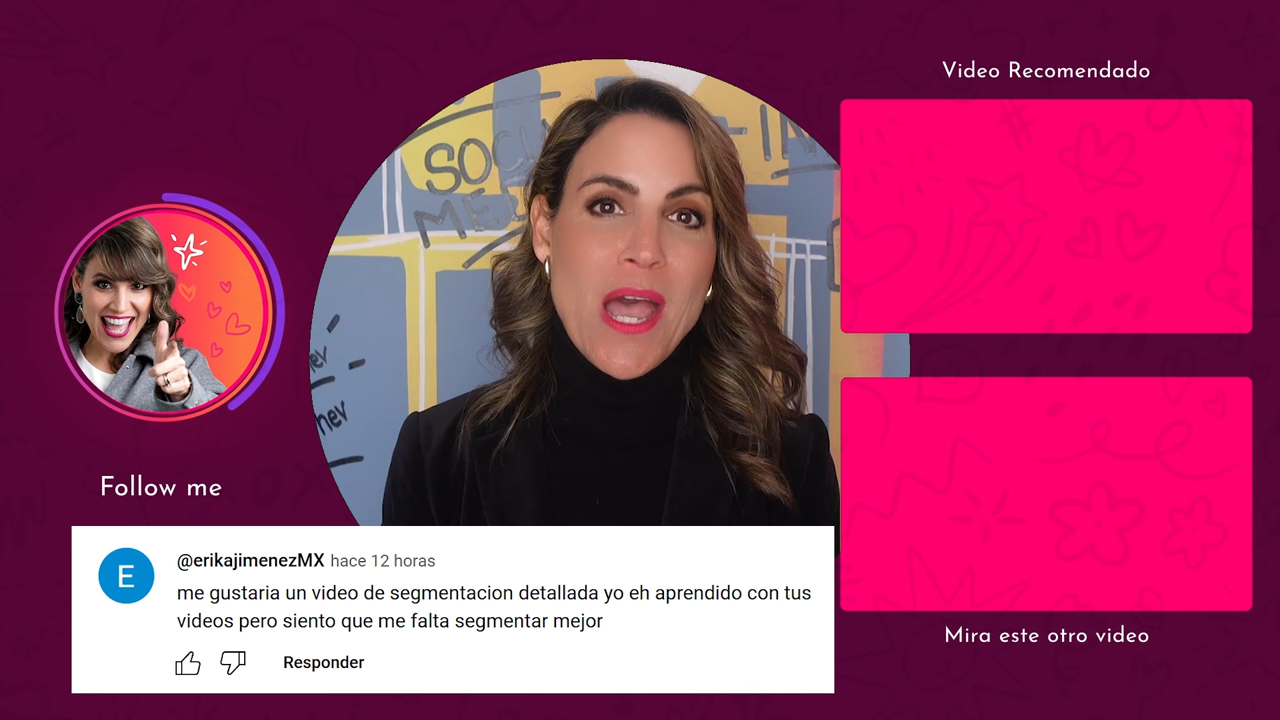 Video Recomendado
SOCIAL
Follow me
E
@erikajimenezMX hace 12 horas
me gustaria un video de segmentacion detallada yo eh aprendido con tus
videos pero siento que me falta segmentar mejor
Responder
Mira este otro video